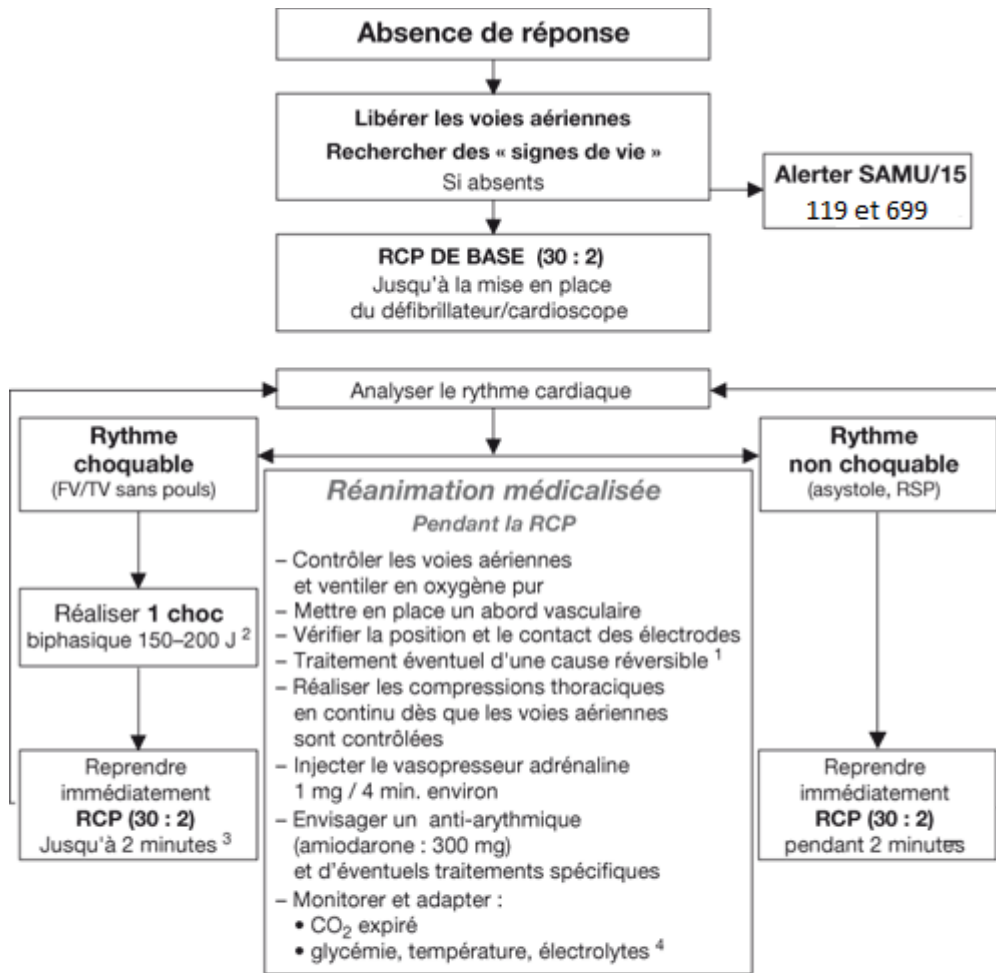 Absence de réponse
Libérer les voies aériennes
Rechercher des « signes de vie »
Si absents
Alerter SAMU/15
119 et 699
RCP DE BASE (30 : 2)
Jusqu'à la mise en place
du défibrillateur/cardioscope
Analyser le rythme cardiaque
Rythme
choquable
(FV/TV sans pouls)
Réaliser 1 choc
biphasique 150–200 J 2
Reprendre
immédiatement
RCP (30 : 2)
Jusqu'à 2 minutes 3
Réanimation médicalisée
Pendant la RCP
– Contrôler les voies aériennes
et ventiler en oxygène pur
– Mettre en place un abord vasculaire
– Vérifier la position et le contact des électrodes
– Traitement éventuel d'une cause réversible 1
– Réaliser les compressions thoraciques
en continu dès que les voies aériennes
sont contrôlées
– Injecter le vasopresseur adrénaline
1 mg / 4 min. environ
– Envisager un anti-arythmique
(amiodarone : 300 mg)
et d'éventuels traitements spécifiques
– Monitorer et adapter :
• CO2 expiré
• glycémie, température, électrolytes 4
Rythme
non choquable
(asystole, RSP)
Reprendre
immédiatement
RCP (30 : 2)
pendant 2 minutes